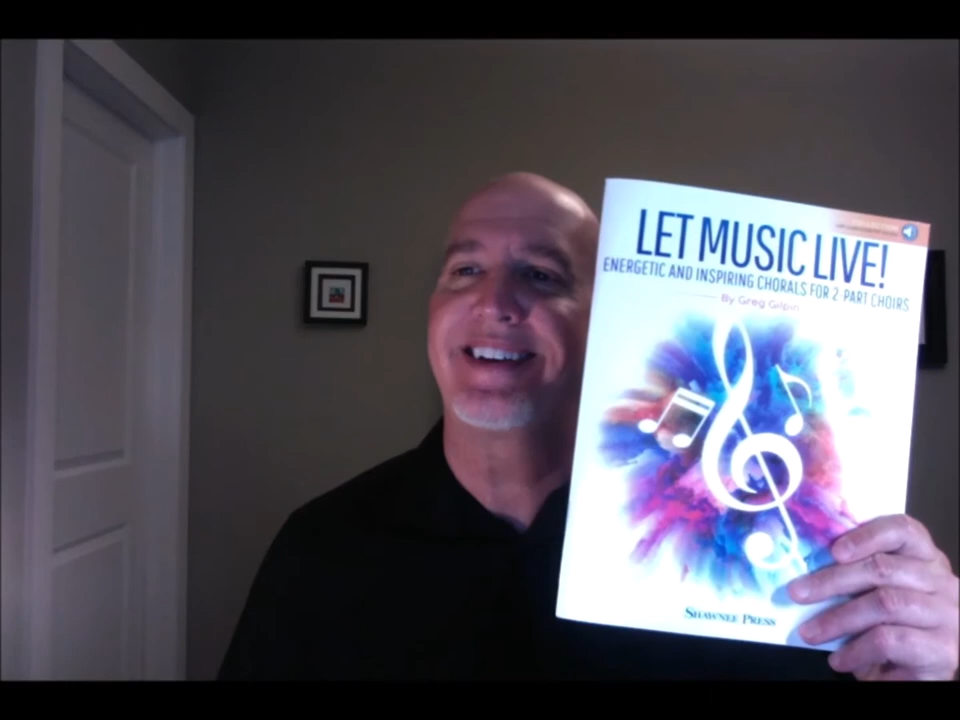 LET MUSIC LIVE!
ENERGETIC AND INSPIRING CHORALS FOR 2-PART CHOIRS
By Greg Gilpin
SHAWNEE PRESS